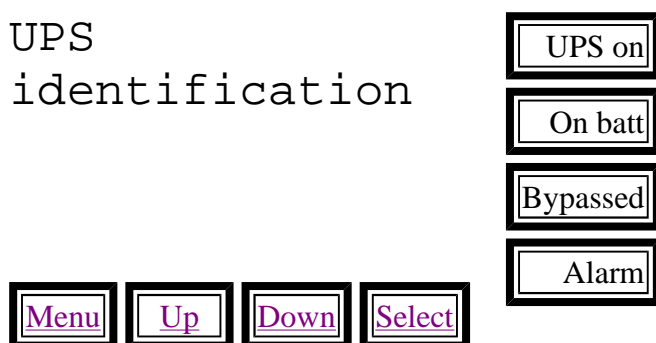 UPS
identification
UPS on
On batt
Bypassed
Alarm
Menu Up Down Select